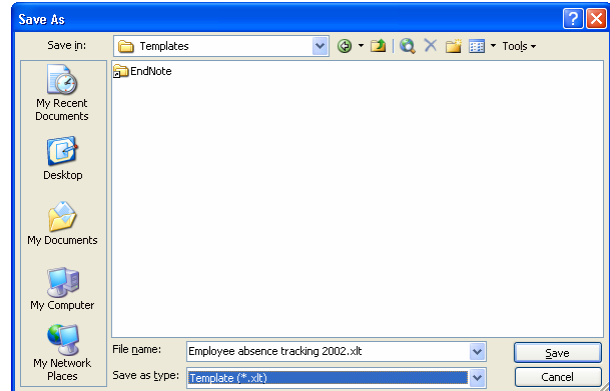 Save As
Save in:
Templates
Tools
EndNote
My Recent
Documents
Desktop
My Documents
My Computer
My Network
Places
File name:
Employee absence tracking 2002.xlt
Save
Save as type:
Template (*.xlt)
Cancel